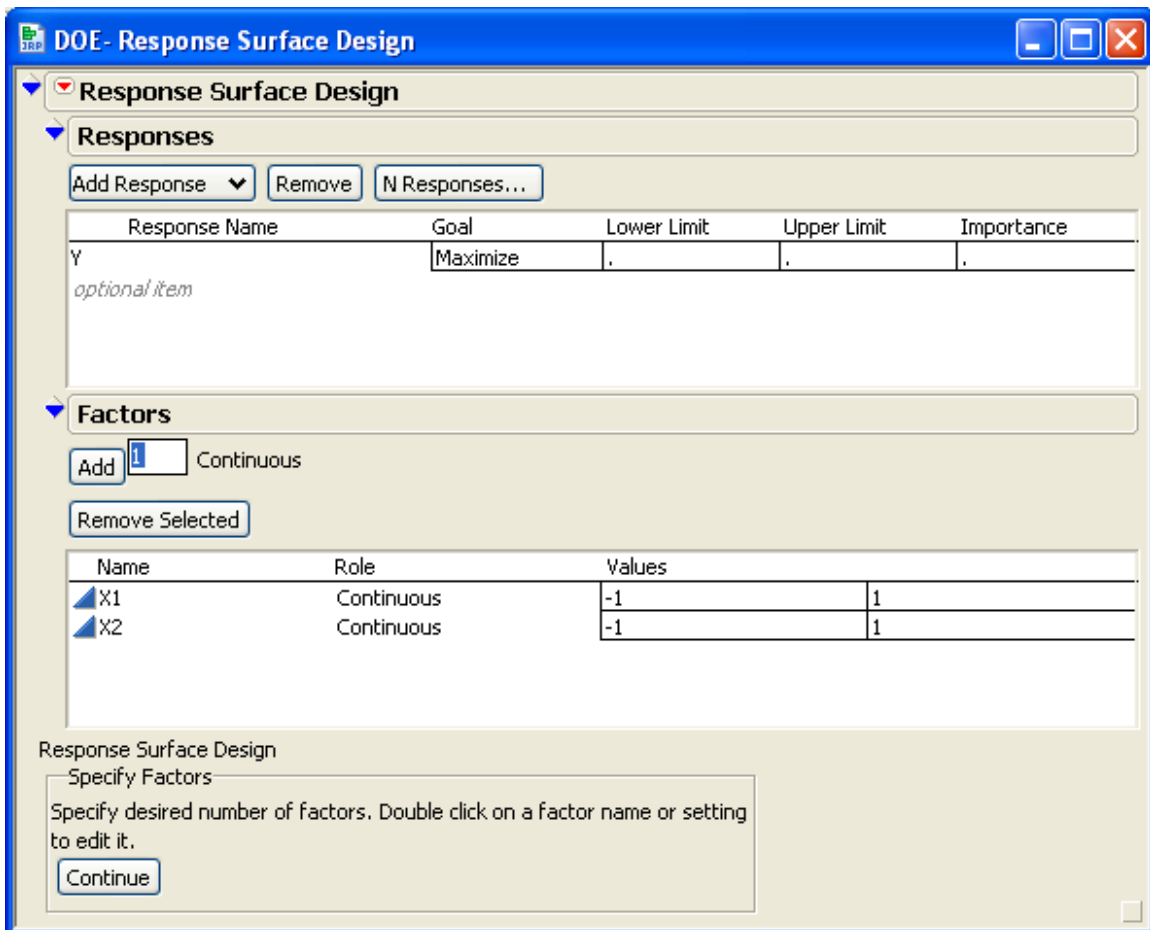 JRP DOE- Response Surface Design
Response Surface Design
Responses
Add Response Remove N Responses...
Response Name Goal Lower Limit Upper Limit Importance
Y Maximize . . .
optional item
Factors
Add 1 Continuous
Remove Selected
Name Role Values
X1 Continuous -1 1
X2 Continuous -1 1
Response Surface Design
Specify Factors
Specify desired number of factors. Double click on a factor name or setting
to edit it.
Continue